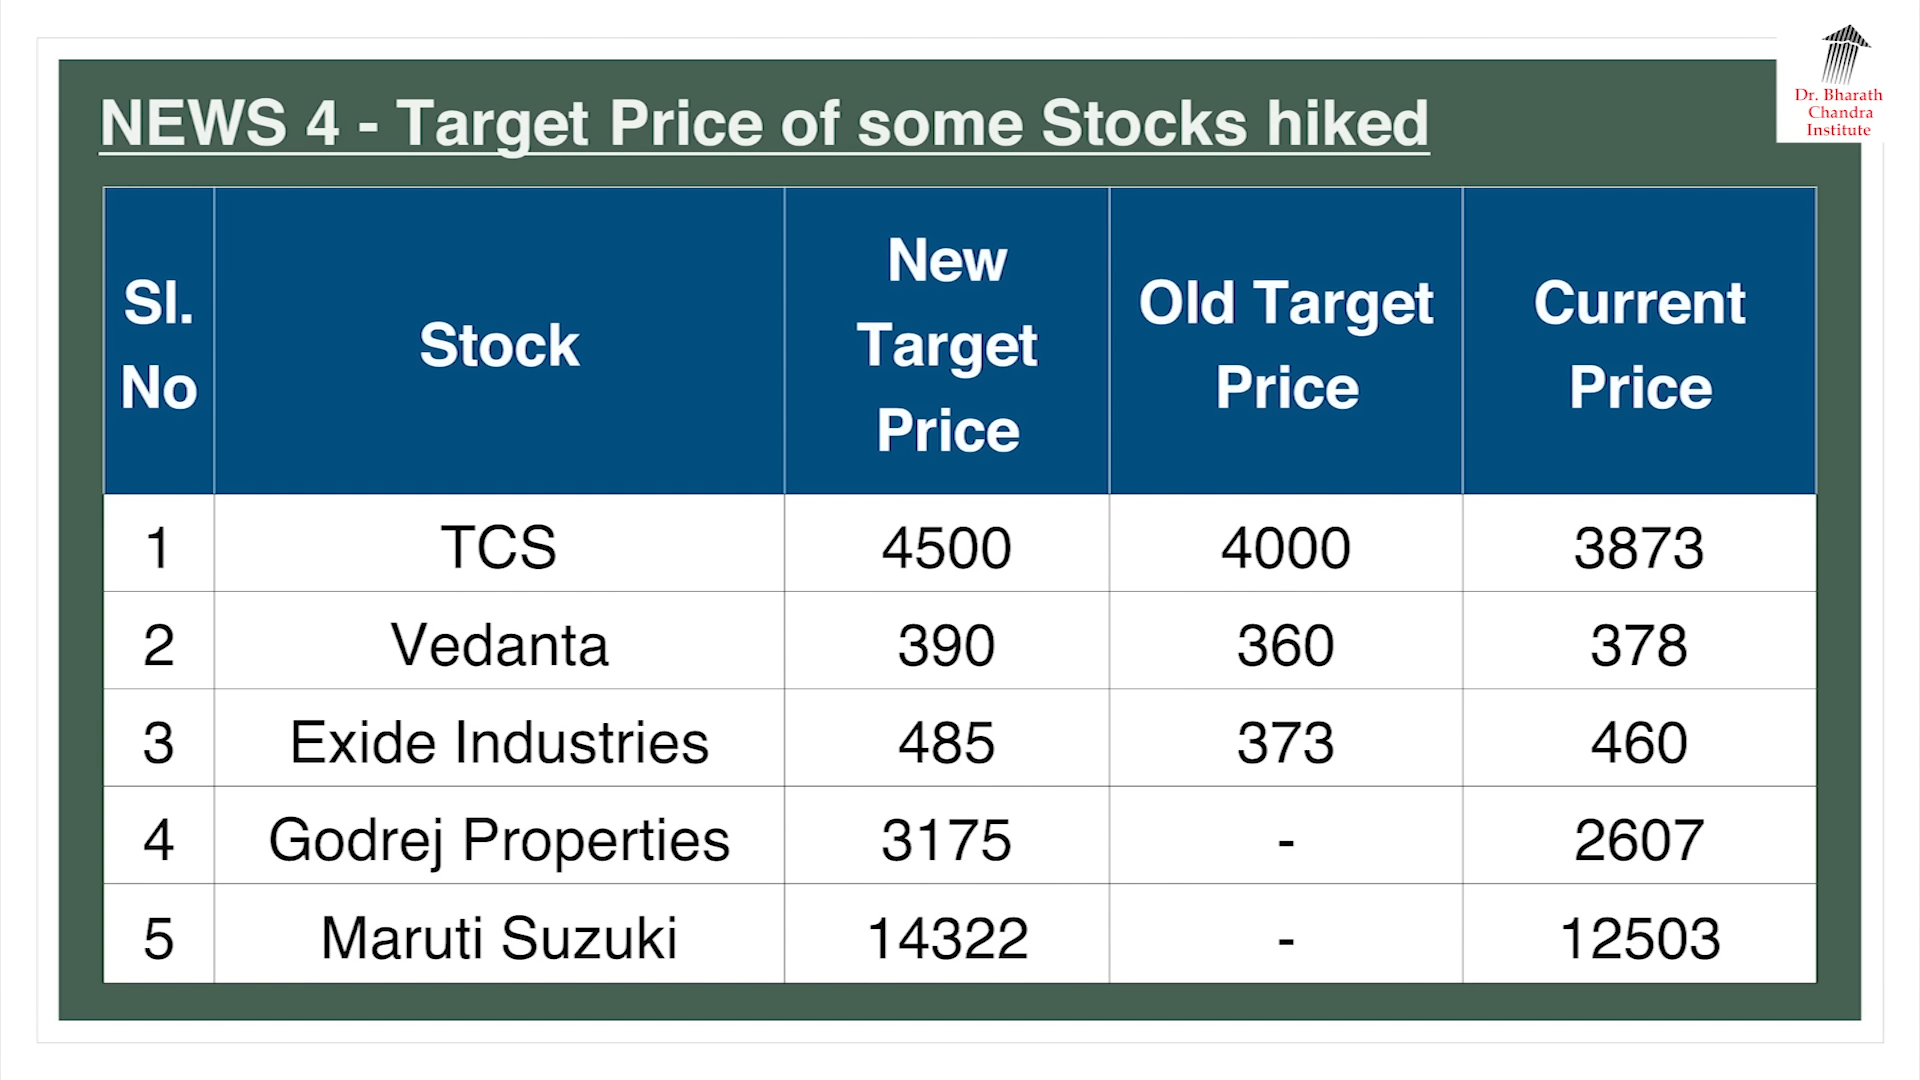 NEWS 4 - Target Price of some Stocks hiked
Dr. Bharath
Chandra
Institute
Sl. No Stock New Target Price Old Target Price Current Price
1 TCS 4500 4000 3873
2 Vedanta 390 360 378
3 Exide Industries 485 373 460
4 Godrej Properties 3175 - 2607
5 Maruti Suzuki 14322 - 12503